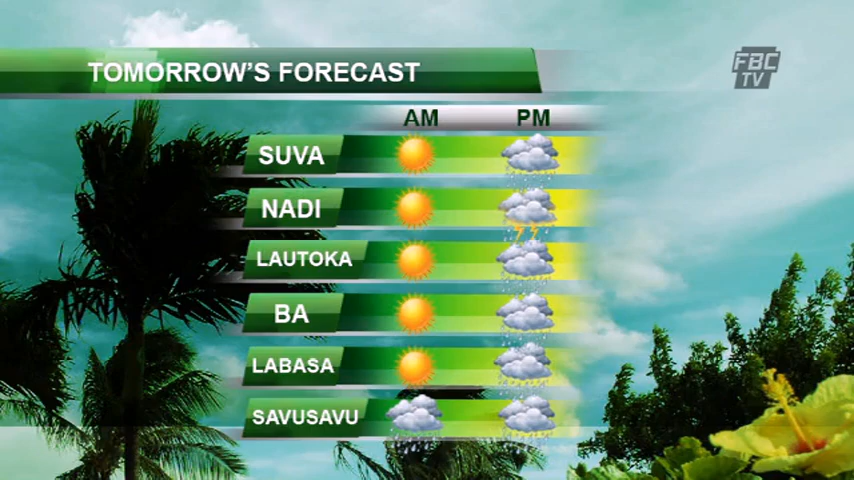 TOMORROW'S FORECAST
FBC
TV
AM PM
SUVA
NADI
LAUTOKA
BA
LABASA
SAVUSAVU